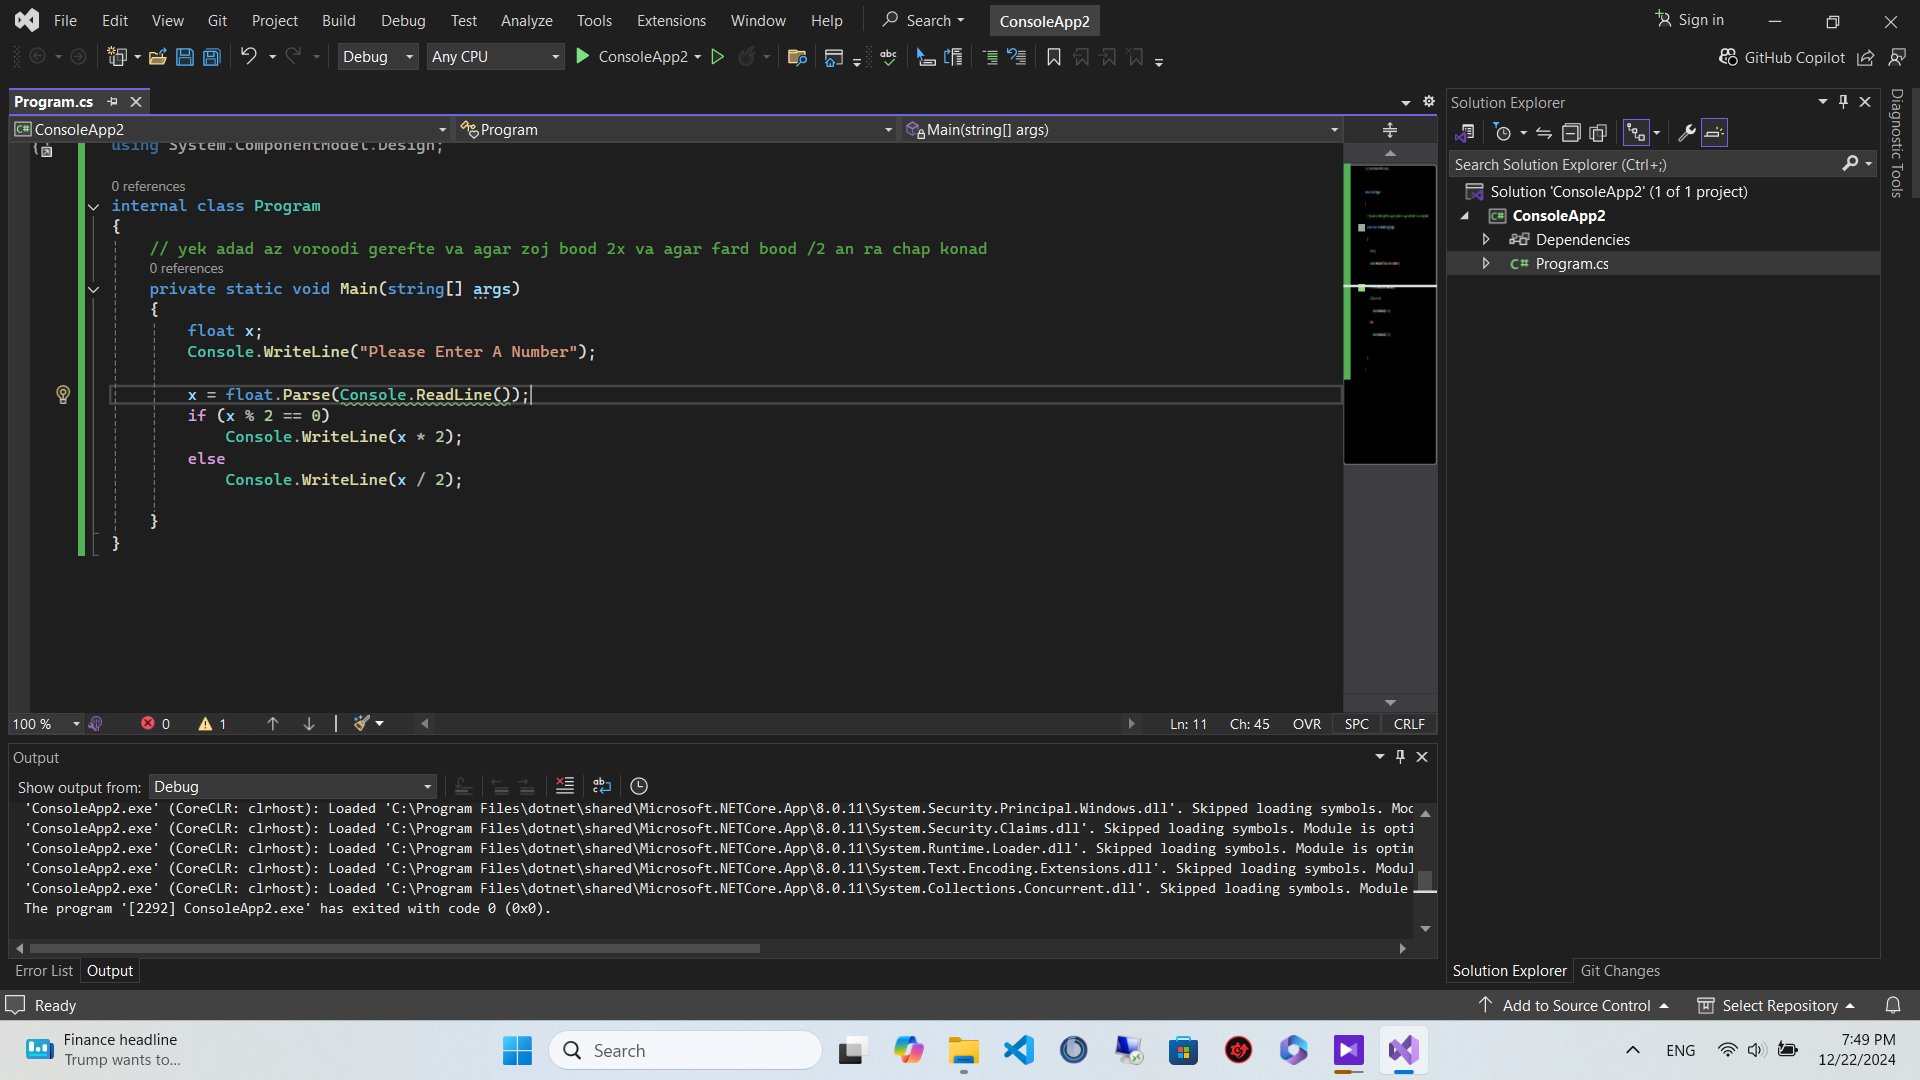 File Edit View Git Project Build Debug Test Analyze Tools Extensions Window Help Search ConsoleApp2 Sign in
Debug Any CPU ConsoleApp2 GitHub Copilot
Program.cs
ConsoleApp2 Program Main(string[] args)
using System.ComponentModel.Design;
0 references
internal class Program
{
// yek adad az voroodi gerefte va agar zoj bood 2x va agar fard bood /2 an ra chap konad
0 references
private static void Main(string[] args)
{
float x;
Console.WriteLine("Please Enter A Number");
x = float.Parse(Console.ReadLine());
if (x % 2 == 0)
Console.WriteLine(x * 2);
else
Console.WriteLine(x / 2);
}
}
100 % 0 1 Ln: 11 Ch: 45 OVR SPC CRLF
Output
Show output from: Debug
'ConsoleApp2.exe' (CoreCLR: clrhost): Loaded 'C:\Program Files\dotnet\shared\Microsoft.NETCore.App\8.0.11\System.Security.Principal.Windows.dll'. Skipped loading symbols. Moc
'ConsoleApp2.exe' (CoreCLR: clrhost): Loaded 'C:\Program Files\dotnet\shared\Microsoft.NETCore.App\8.0.11\System.Security.Claims.dll'. Skipped loading symbols. Module is opti
'ConsoleApp2.exe' (CoreCLR: clrhost): Loaded 'C:\Program Files\dotnet\shared\Microsoft.NETCore.App\8.0.11\System.Runtime.Loader.dll'. Skipped loading symbols. Module is optim
'ConsoleApp2.exe' (CoreCLR: clrhost): Loaded 'C:\Program Files\dotnet\shared\Microsoft.NETCore.App\8.0.11\System.Text.Encoding.Extensions.dll'. Skipped loading symbols. Modul
'ConsoleApp2.exe' (CoreCLR: clrhost): Loaded 'C:\Program Files\dotnet\shared\Microsoft.NETCore.App\8.0.11\System.Collections.Concurrent.dll'. Skipped loading symbols. Module
The program '[2292] ConsoleApp2.exe' has exited with code 0 (0x0).
Error List Output
Solution Explorer
Search Solution Explorer (Ctrl+;)
Solution 'ConsoleApp2' (1 of 1 project)
C# ConsoleApp2
Dependencies
C# Program.cs
Solution Explorer Git Changes
Diagnostic Tools
Ready Add to Source Control Select Repository
Finance headline
Trump wants to...
Search
ENG
7:49 PM
12/22/2024